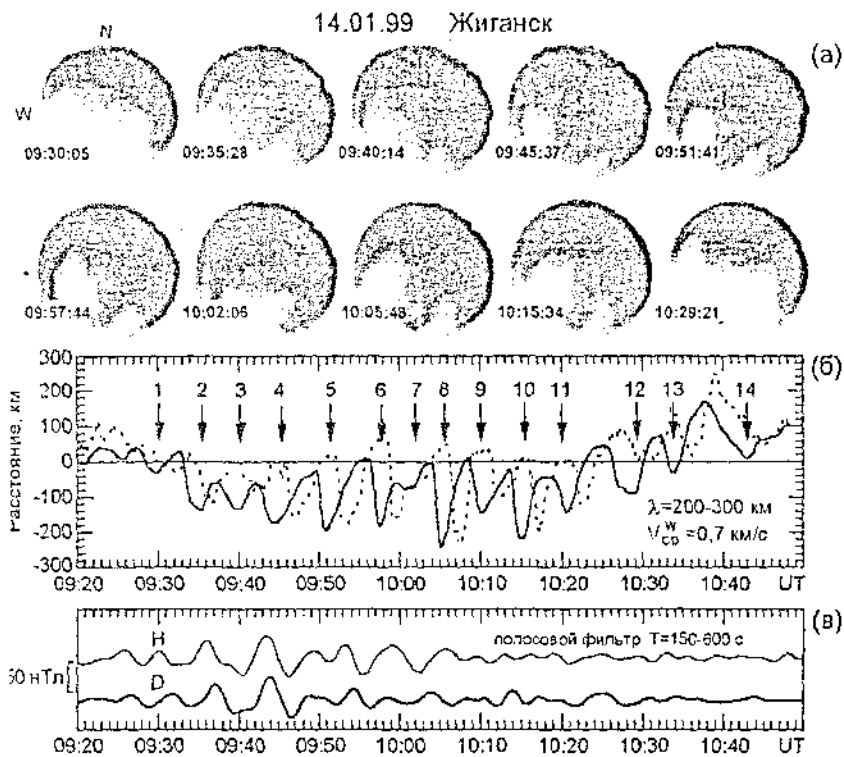 14.01.99 Жиганск
N
(а)
W
09:30:05 09:35:28 09:40:14 09:45:37 09:51:41
09:57:44 10:02:06 10:05:48 10:15:34 10:29:21
(б)
Расстояние, км
300
200
100
0
-100
-200
-300
1 2 3 4 5 6 7 8 9 10 11 12 13 14
λ=200-300 км
V^W_ср =0,7 км/с
09:20 09:30 09:40 09:50 10:00 10:10 10:20 10:30 10:40 UT
(в)
H
полосовой фильтр T=150-600 с
50 нТл
D
09:20 09:30 09:40 09:50 10:00 10:10 10:20 10:30 10:40 UT